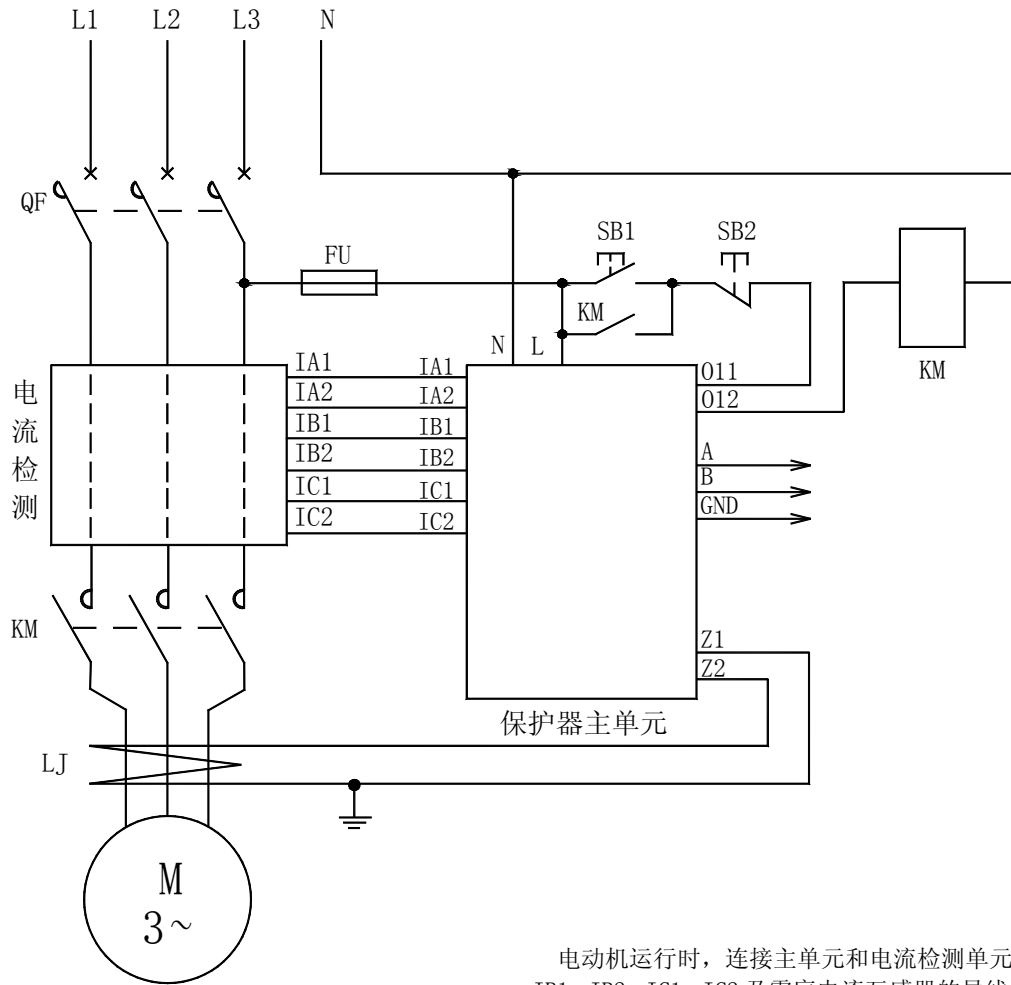 L1 L2 L3 N
QF
FU
SB1 SB2
KM
N L
KM
电流检测
IA1 IA1
IA2 IA2
IB1 IB1
IB2 IB2
IC1 IC1
IC2 IC2
O11
O12
A
B
GND
KM
Z1
Z2
保护器主单元
LJ
M
3~
电动机运行时，连接主单元和电流检测单元